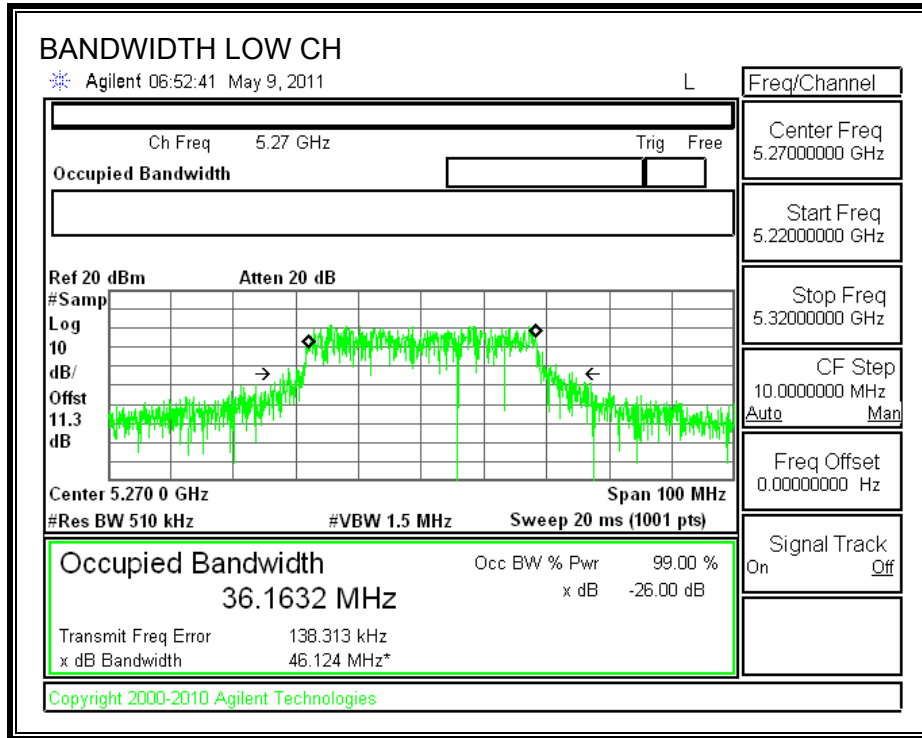 BANDWIDTH LOW CH
Agilent 06:52:41 May 9, 2011 L Freq/Channel
Ch Freq 5.27 GHz Trig Free
Occupied Bandwidth
Center Freq
5.27000000 GHz
Start Freq
5.22000000 GHz
Stop Freq
5.32000000 GHz
CF Step
10.0000000 MHz
Auto Man
Freq Offset
0.00000000 Hz
Signal Track
On Off
Ref 20 dBm Atten 20 dB
#Samp
Log
10
dB/
Offst
11.3
dB
Center 5.270 0 GHz Span 100 MHz
#Res BW 510 kHz #VBW 1.5 MHz Sweep 20 ms (1001 pts)
Occupied Bandwidth Occ BW % Pwr 99.00 %
36.1632 MHz x dB -26.00 dB
Transmit Freq Error 138.313 kHz
x dB Bandwidth 46.124 MHz*
Copyright 2000-2010 Agilent Technologies